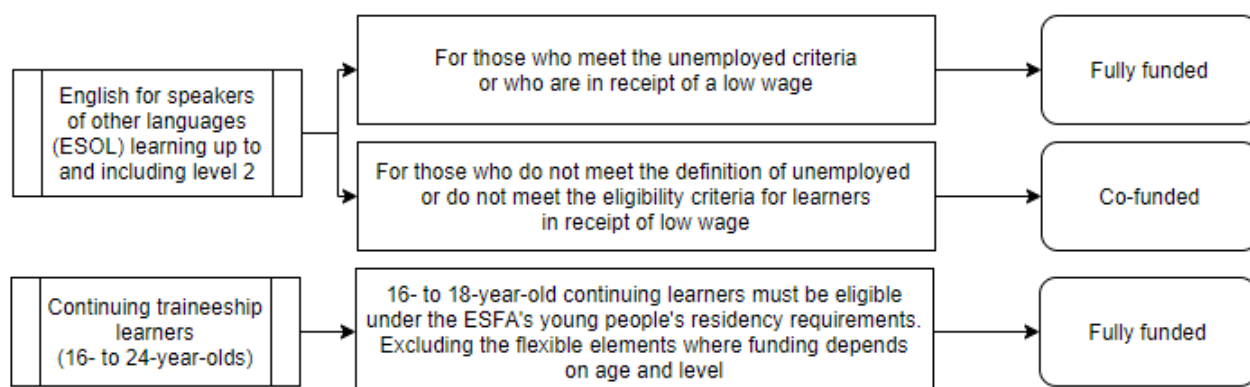 English for speakers
of other languages
(ESOL) learning up to
and including level 2
For those who meet the unemployed criteria
or who are in receipt of a low wage
Fully funded
For those who do not meet the definition of unemployed
or do not meet the eligibility criteria for learners
in receipt of low wage
Co-funded
Continuing traineeship
learners
(16- to 24-year-olds)
16- to 18-year-old continuing learners must be eligible
under the ESFA's young people's residency requirements.
Excluding the flexible elements where funding depends
on age and level
Fully funded